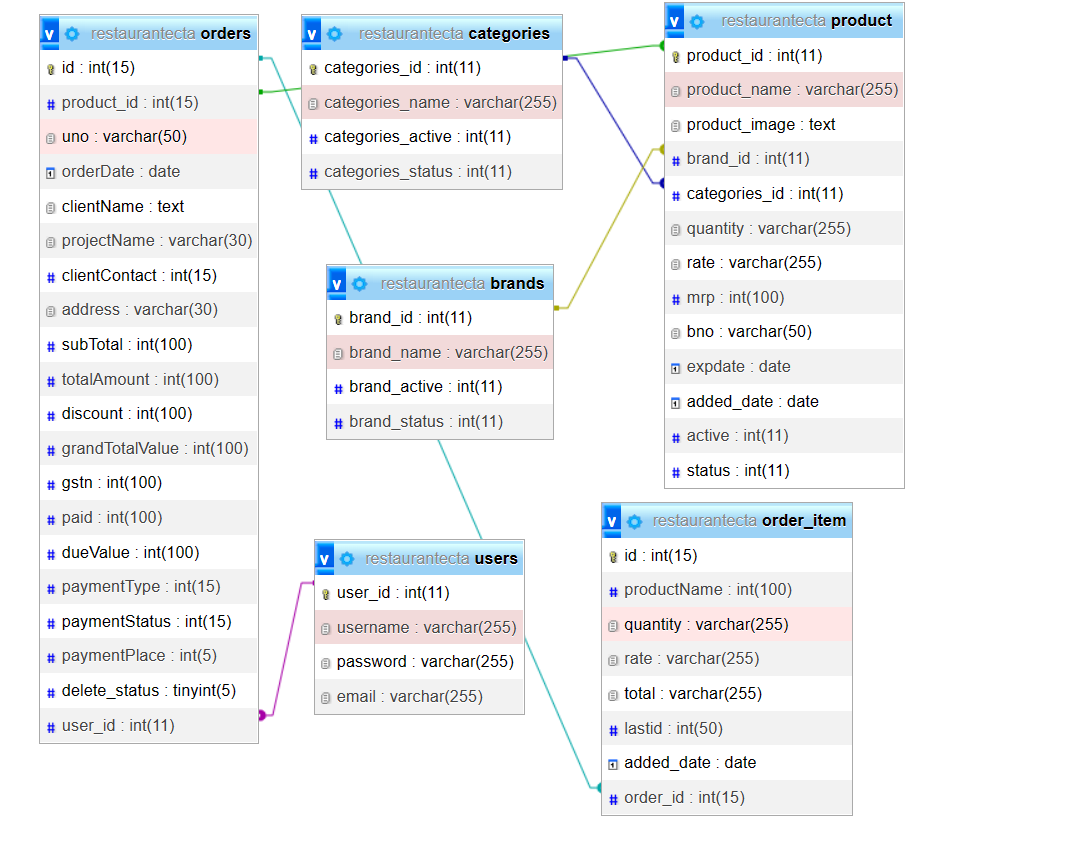 v restaurantecta orders
id : int(15)
product_id : int(15)
uno : varchar(50)
orderDate : date
clientName : text
projectName : varchar(30)
clientContact : int(15)
address : varchar(30)
subTotal : int(100)
totalAmount : int(100)
discount : int(100)
grandTotalValue : int(100)
gstn : int(100)
paid : int(100)
dueValue : int(100)
paymentType : int(15)
paymentStatus : int(15)
paymentPlace : int(5)
delete_status : tinyint(5)
user_id : int(11)
v restaurantecta categories
categories_id : int(11)
categories_name : varchar(255)
categories_active : int(11)
categories_status : int(11)
v restaurantecta product
product_id : int(11)
product_name : varchar(255)
product_image : text
brand_id : int(11)
categories_id : int(11)
quantity : varchar(255)
rate : varchar(255)
mrp : int(100)
bno : varchar(50)
expdate : date
added_date : date
active : int(11)
status : int(11)
v restaurantecta brands
brand_id : int(11)
brand_name : varchar(255)
brand_active : int(11)
brand_status : int(11)
v restaurantecta users
user_id : int(11)
username : varchar(255)
password : varchar(255)
email : varchar(255)
v restaurantecta order_item
id : int(15)
productName : int(100)
quantity : varchar(255)
rate : varchar(255)
total : varchar(255)
lastid : int(50)
added_date : date
order_id : int(15)